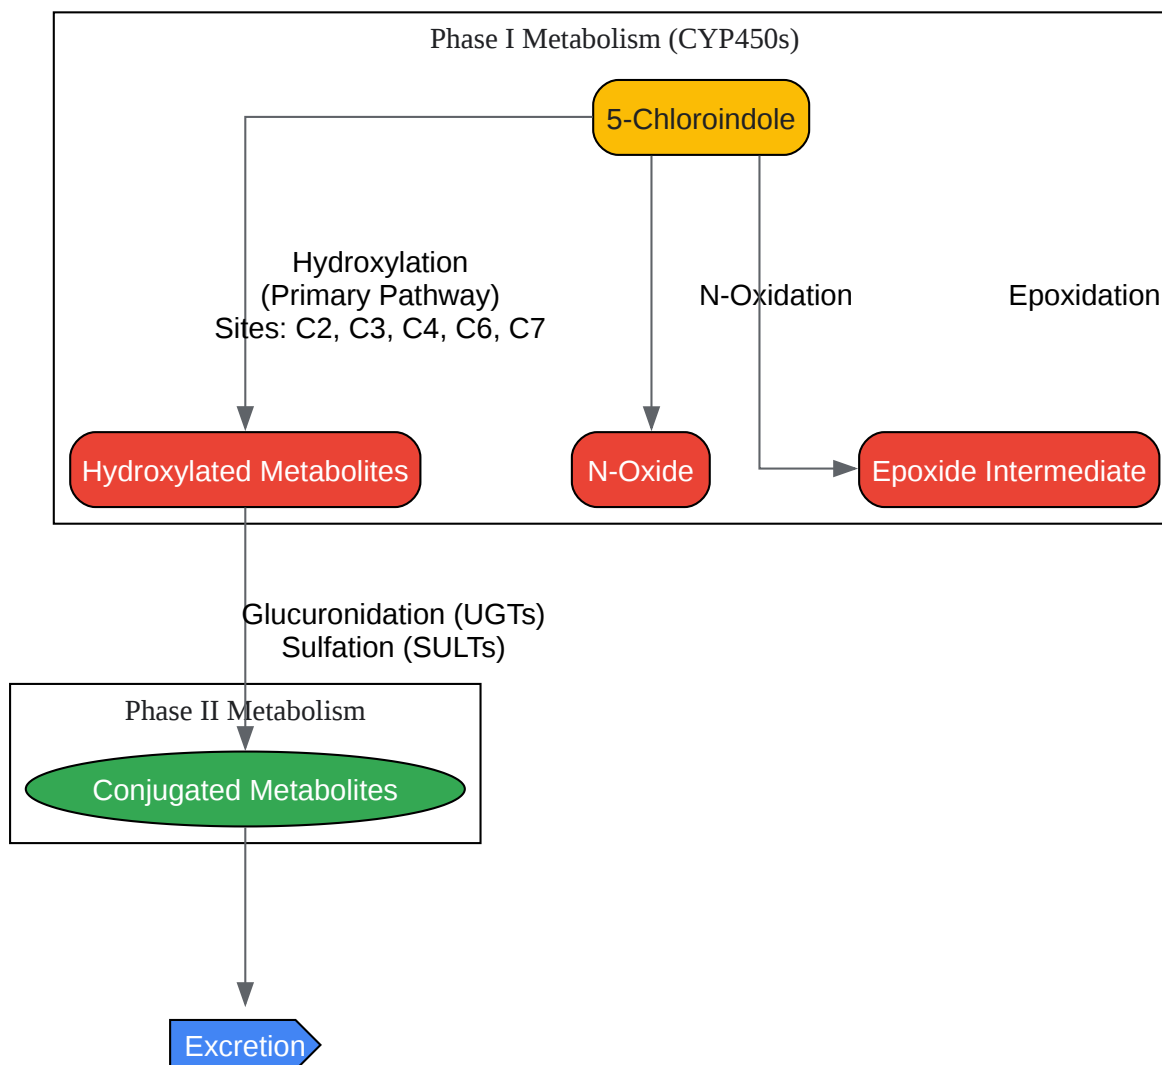 Phase I Metabolism (CYP450s)
5-Chloroindole
Hydroxylation
(Primary Pathway)
Sites: C2, C3, C4, C6, C7
N-Oxidation
Epoxidation
Hydroxylated Metabolites
N-Oxide
Epoxide Intermediate
Glucuronidation (UGTs)
Sulfation (SULTs)
Phase II Metabolism
Conjugated Metabolites
Excretion